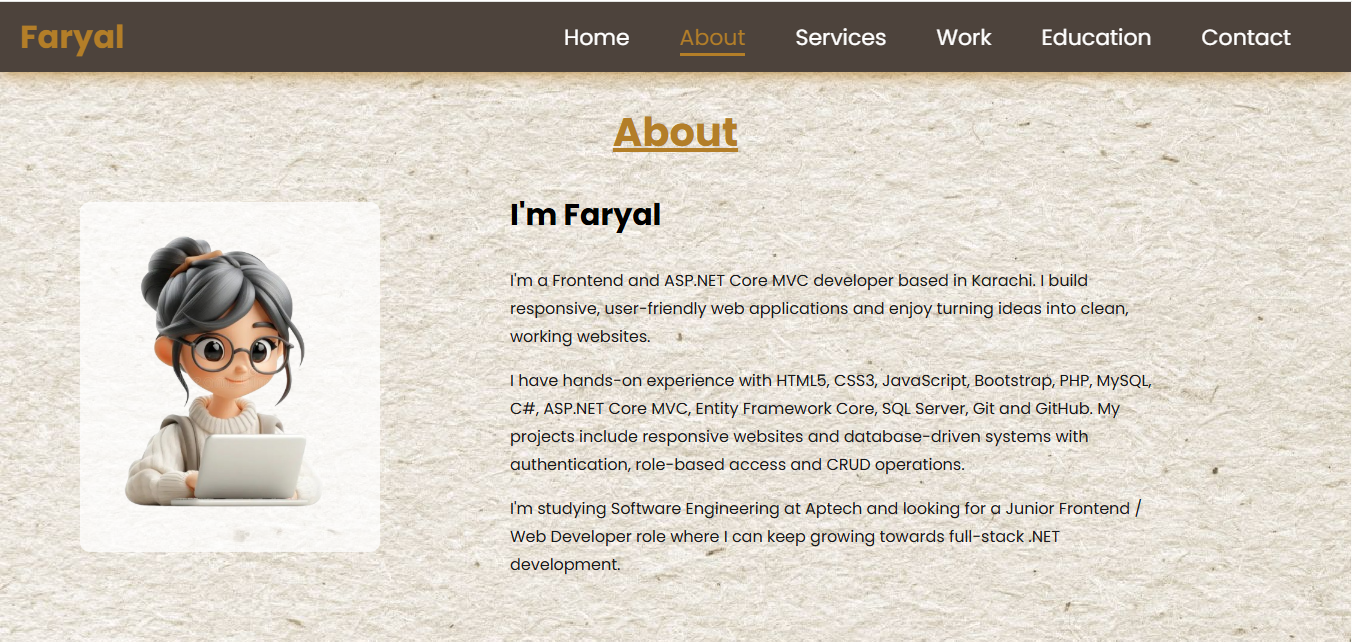 Faryal
Home About Services Work Education Contact
About
I'm Faryal
I'm a Frontend and ASP.NET Core MVC developer based in Karachi. I build
responsive, user-friendly web applications and enjoy turning ideas into clean,
working websites.
I have hands-on experience with HTML5, CSS3, JavaScript, Bootstrap, PHP, MySQL,
C#, ASP.NET Core MVC, Entity Framework Core, SQL Server, Git and GitHub. My
projects include responsive websites and database-driven systems with
authentication, role-based access and CRUD operations.
I'm studying Software Engineering at Aptech and looking for a Junior Frontend /
Web Developer role where I can keep growing towards full-stack .NET
development.